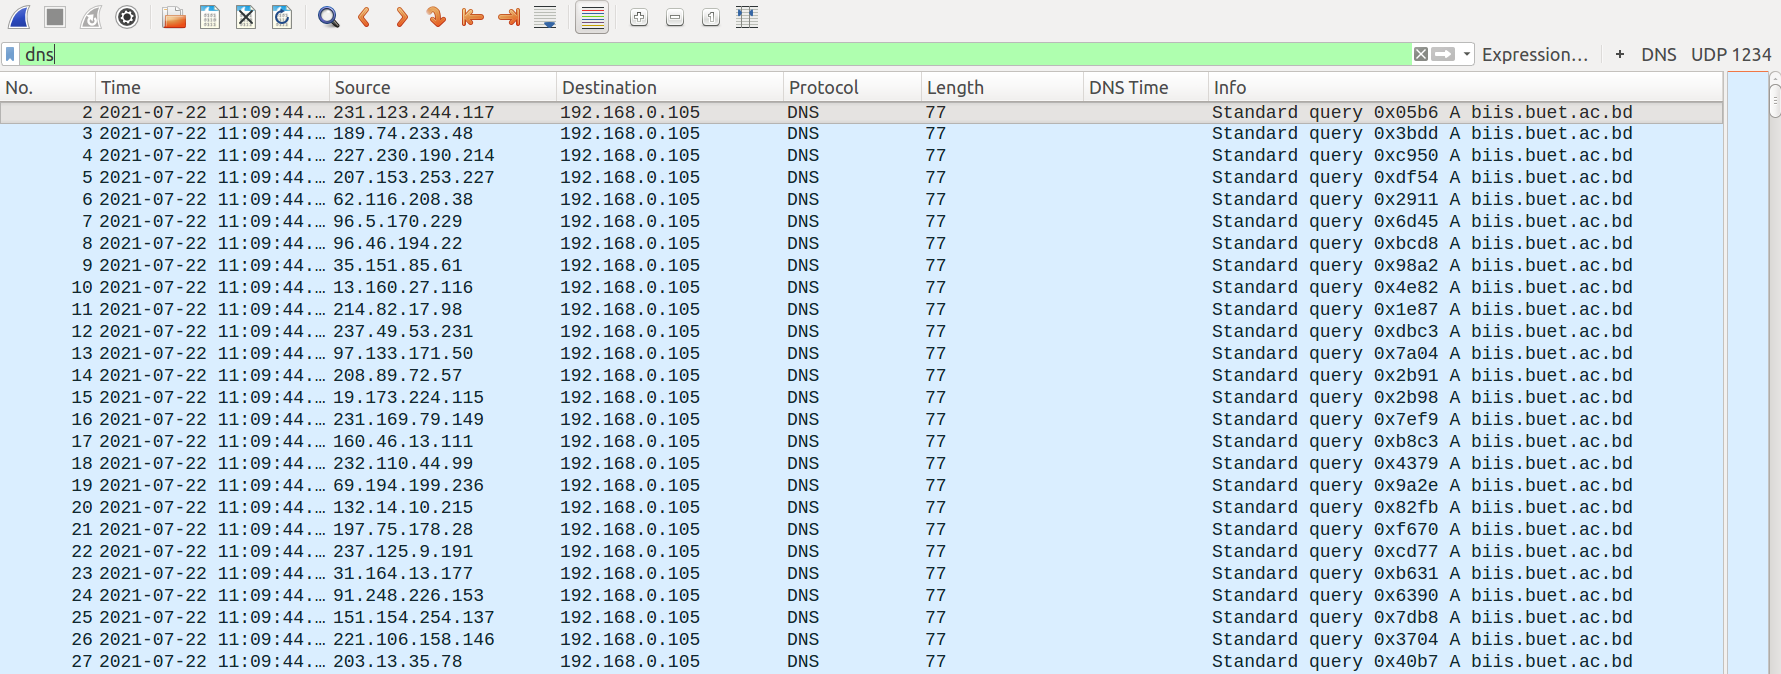 dns Expression… + DNS UDP 1234
No. Time Source Destination Protocol Length DNS Time Info
2 2021-07-22 11:09:44.… 231.123.244.117 192.168.0.105 DNS 77 Standard query 0x05b6 A biis.buet.ac.bd
3 2021-07-22 11:09:44.… 189.74.233.48 192.168.0.105 DNS 77 Standard query 0x3bdd A biis.buet.ac.bd
4 2021-07-22 11:09:44.… 227.230.190.214 192.168.0.105 DNS 77 Standard query 0xc950 A biis.buet.ac.bd
5 2021-07-22 11:09:44.… 207.153.253.227 192.168.0.105 DNS 77 Standard query 0xdf54 A biis.buet.ac.bd
6 2021-07-22 11:09:44.… 62.116.208.38 192.168.0.105 DNS 77 Standard query 0x2911 A biis.buet.ac.bd
7 2021-07-22 11:09:44.… 96.5.170.229 192.168.0.105 DNS 77 Standard query 0x6d45 A biis.buet.ac.bd
8 2021-07-22 11:09:44.… 96.46.194.22 192.168.0.105 DNS 77 Standard query 0xbcd8 A biis.buet.ac.bd
9 2021-07-22 11:09:44.… 35.151.85.61 192.168.0.105 DNS 77 Standard query 0x98a2 A biis.buet.ac.bd
10 2021-07-22 11:09:44.… 13.160.27.116 192.168.0.105 DNS 77 Standard query 0x4e82 A biis.buet.ac.bd
11 2021-07-22 11:09:44.… 214.82.17.98 192.168.0.105 DNS 77 Standard query 0x1e87 A biis.buet.ac.bd
12 2021-07-22 11:09:44.… 237.49.53.231 192.168.0.105 DNS 77 Standard query 0xdbc3 A biis.buet.ac.bd
13 2021-07-22 11:09:44.… 97.133.171.50 192.168.0.105 DNS 77 Standard query 0x7a04 A biis.buet.ac.bd
14 2021-07-22 11:09:44.… 208.89.72.57 192.168.0.105 DNS 77 Standard query 0x2b91 A biis.buet.ac.bd
15 2021-07-22 11:09:44.… 19.173.224.115 192.168.0.105 DNS 77 Standard query 0x2b98 A biis.buet.ac.bd
16 2021-07-22 11:09:44.… 231.169.79.149 192.168.0.105 DNS 77 Standard query 0x7ef9 A biis.buet.ac.bd
17 2021-07-22 11:09:44.… 160.46.13.111 192.168.0.105 DNS 77 Standard query 0xb8c3 A biis.buet.ac.bd
18 2021-07-22 11:09:44.… 232.110.44.99 192.168.0.105 DNS 77 Standard query 0x4379 A biis.buet.ac.bd
19 2021-07-22 11:09:44.… 69.194.199.236 192.168.0.105 DNS 77 Standard query 0x9a2e A biis.buet.ac.bd
20 2021-07-22 11:09:44.… 132.14.10.215 192.168.0.105 DNS 77 Standard query 0x82fb A biis.buet.ac.bd
21 2021-07-22 11:09:44.… 197.75.178.28 192.168.0.105 DNS 77 Standard query 0xf670 A biis.buet.ac.bd
22 2021-07-22 11:09:44.… 237.125.9.191 192.168.0.105 DNS 77 Standard query 0xcd77 A biis.buet.ac.bd
23 2021-07-22 11:09:44.… 31.164.13.177 192.168.0.105 DNS 77 Standard query 0xb631 A biis.buet.ac.bd
24 2021-07-22 11:09:44.… 91.248.226.153 192.168.0.105 DNS 77 Standard query 0x6390 A biis.buet.ac.bd
25 2021-07-22 11:09:44.… 151.154.254.137 192.168.0.105 DNS 77 Standard query 0x7db8 A biis.buet.ac.bd
26 2021-07-22 11:09:44.… 221.106.158.146 192.168.0.105 DNS 77 Standard query 0x3704 A biis.buet.ac.bd
27 2021-07-22 11:09:44.… 203.13.35.78 192.168.0.105 DNS 77 Standard query 0x40b7 A biis.buet.ac.bd